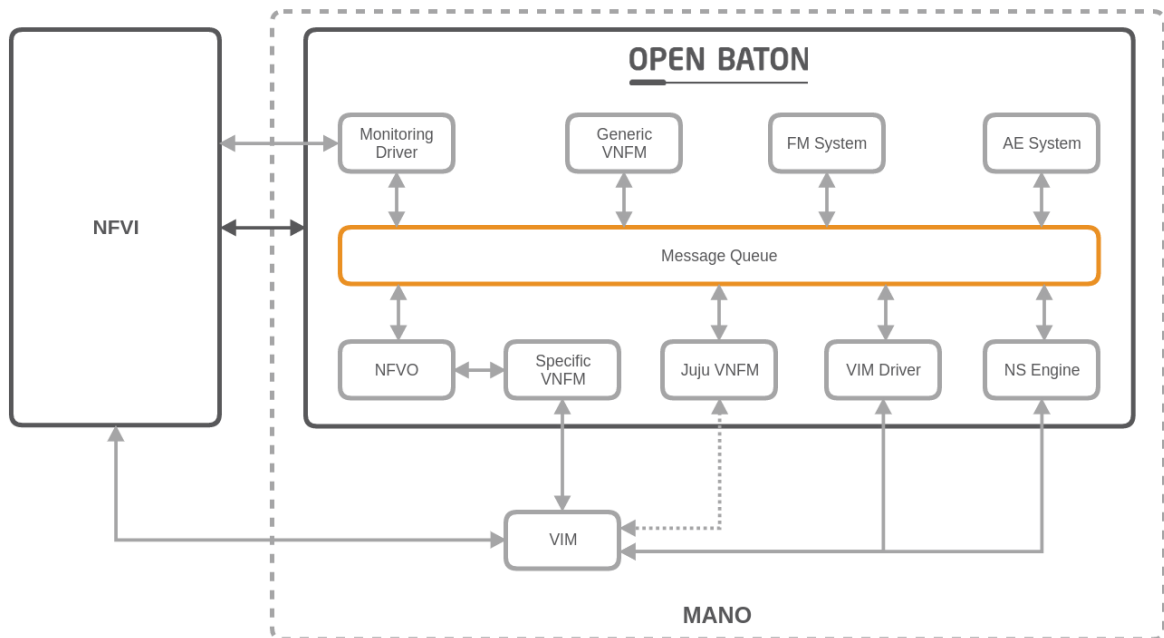 OPEN BATON
Monitoring
Driver
Generic
VNFM
FM System
AE System
NFVI
Message Queue
NFVO
Specific
VNFM
Juju VNFM
VIM Driver
NS Engine
VIM
MANO